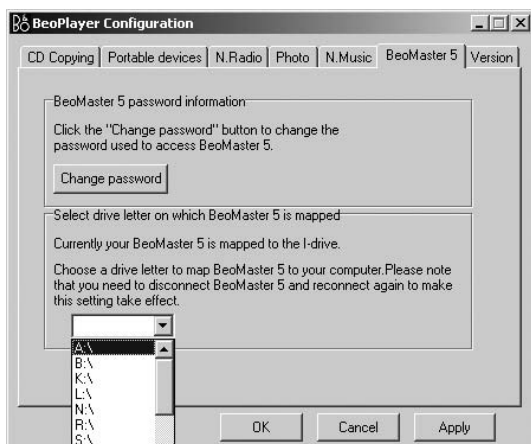 BeoPlayer Configuration
CD Copying Portable devices N.Radio Photo N.Music BeoMaster 5 Version
BeoMaster 5 password information
Click the "Change password" button to change the
password used to access BeoMaster 5.
Change password
Select drive letter on which BeoMaster 5 is mapped
Currently your BeoMaster 5 is mapped to the I-drive.
Choose a drive letter to map BeoMaster 5 to your computer.Please note
that you need to disconnect BeoMaster 5 and reconnect again to make
this setting take effect.
A:\
B:\
K:\
L:\
N:\
R:\
S:\
OK Cancel Apply